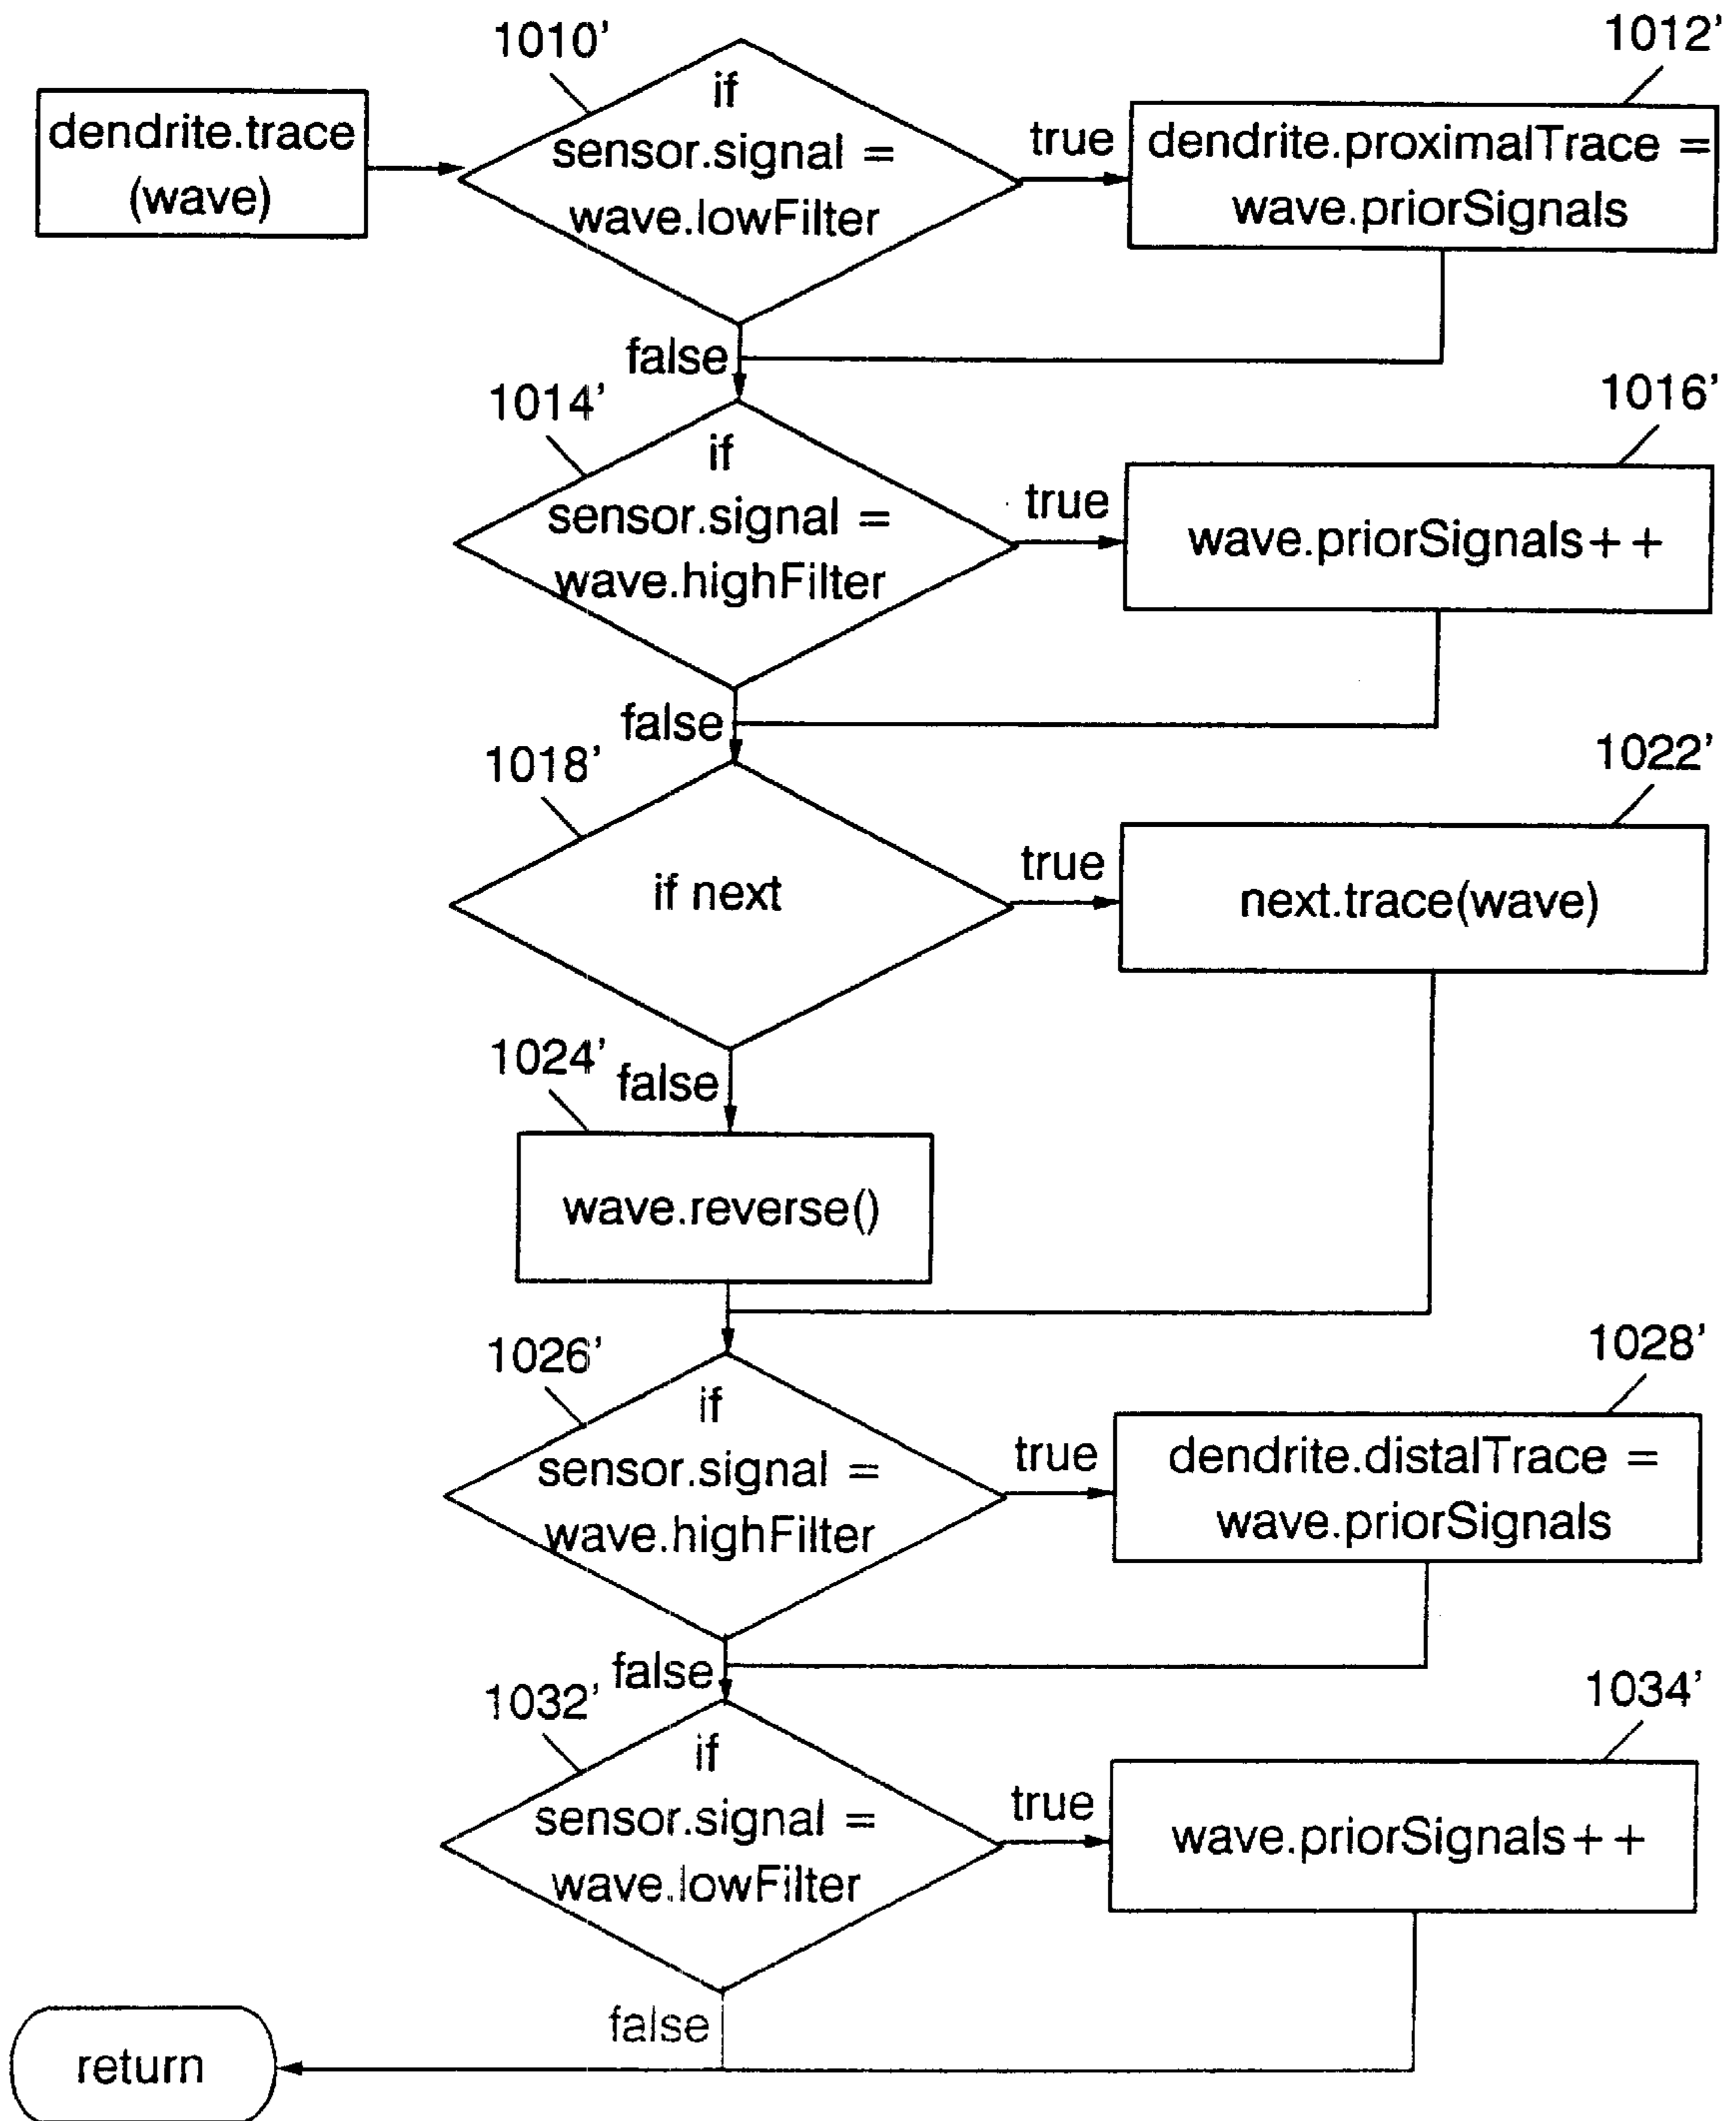 1010’
1012’
dendrite.trace
(wave)
if
sensor.signal =
wave.lowFilter
true
dendrite.proximalTrace =
wave.priorSignals
false
1014’
1016’
if
sensor.signal =
wave.highFilter
true
wave.priorSignals++
false
1018’
1022’
if next
true
next.trace(wave)
1024’
false
wave.reverse()
1026’
1028’
if
sensor.signal =
wave.highFilter
true
dendrite.distalTrace =
wave.priorSignals
false
1032’
1034’
if
sensor.signal =
wave.lowFilter
true
wave.priorSignals++
false
return